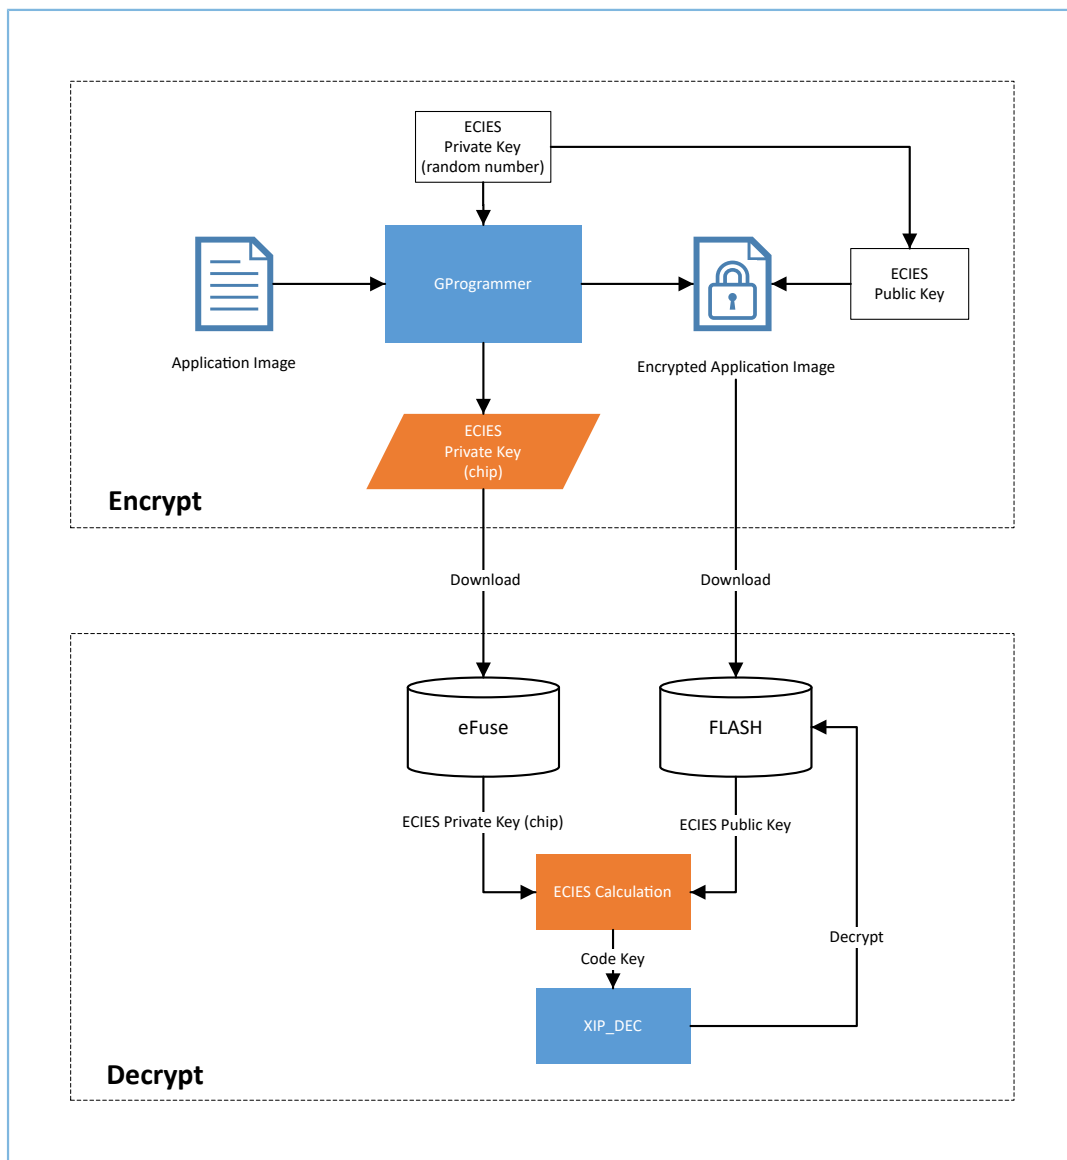 ECIES
Private Key
(random number)
GProgrammer
ECIES
Public Key
Application Image
Encrypted Application Image
ECIES
Private Key
(chip)
Encrypt
Download
Download
eFuse
FLASH
ECIES Private Key (chip)
ECIES Public Key
ECIES Calculation
Decrypt
Code Key
XIP_DEC
Decrypt